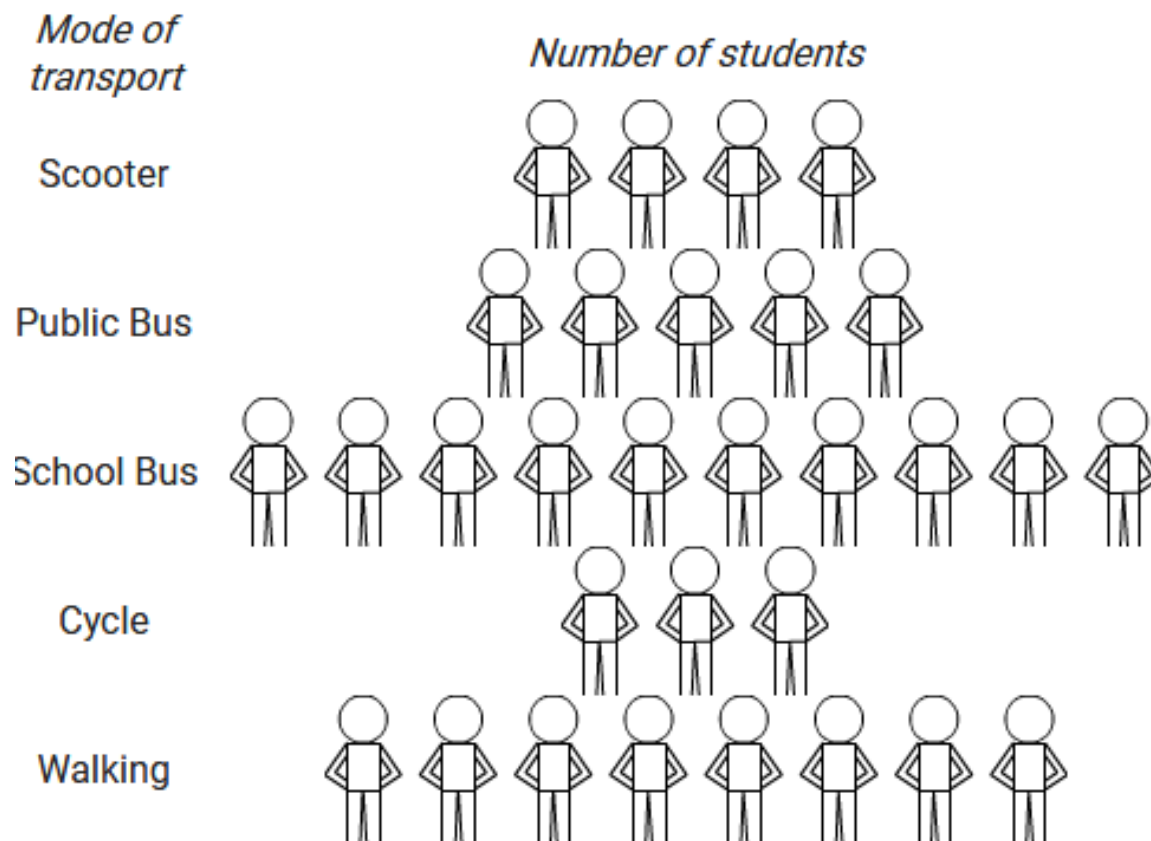 Mode of
transport
Number of students
Scooter
Public Bus
School Bus
Cycle
Walking